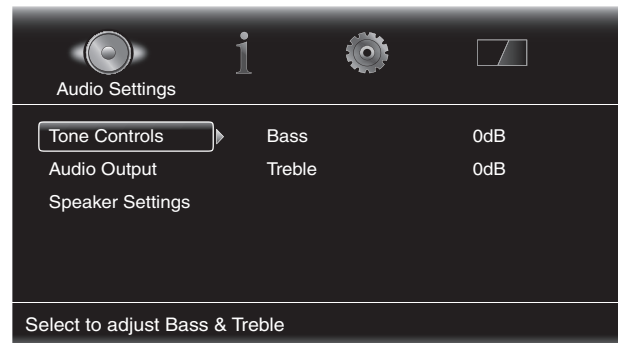 Audio Settings
Tone Controls Bass 0dB
Audio Output Treble 0dB
Speaker Settings
Select to adjust Bass & Treble